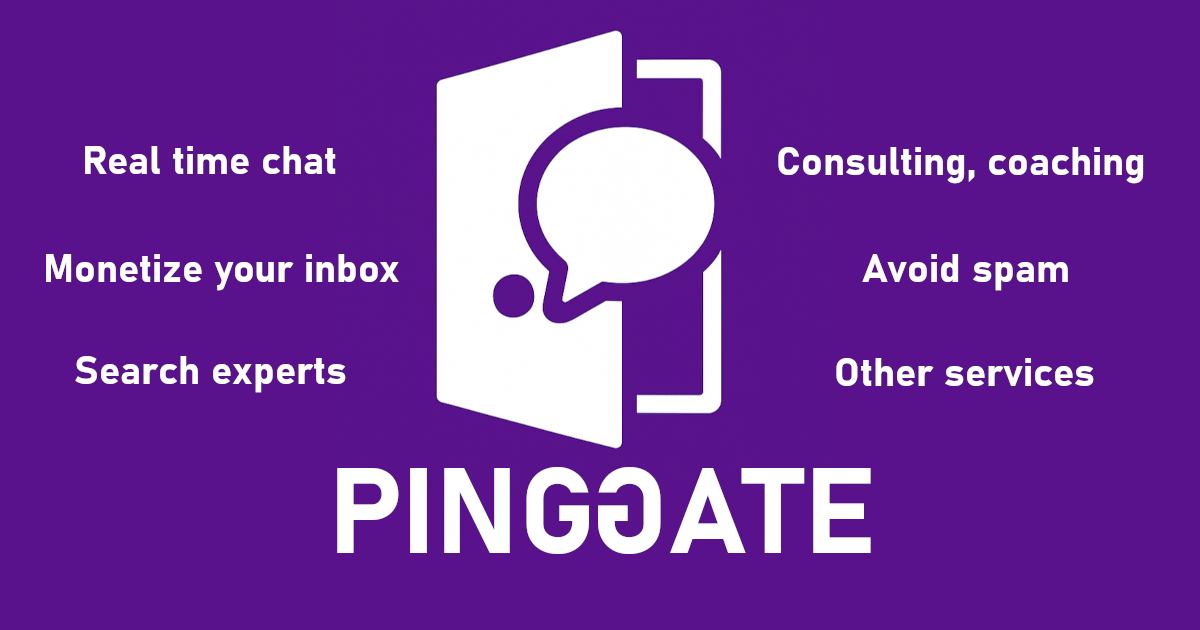 Real time chat
Monetize your inbox
Search experts
Consulting, coaching
Avoid spam
Other services
PINGGATE